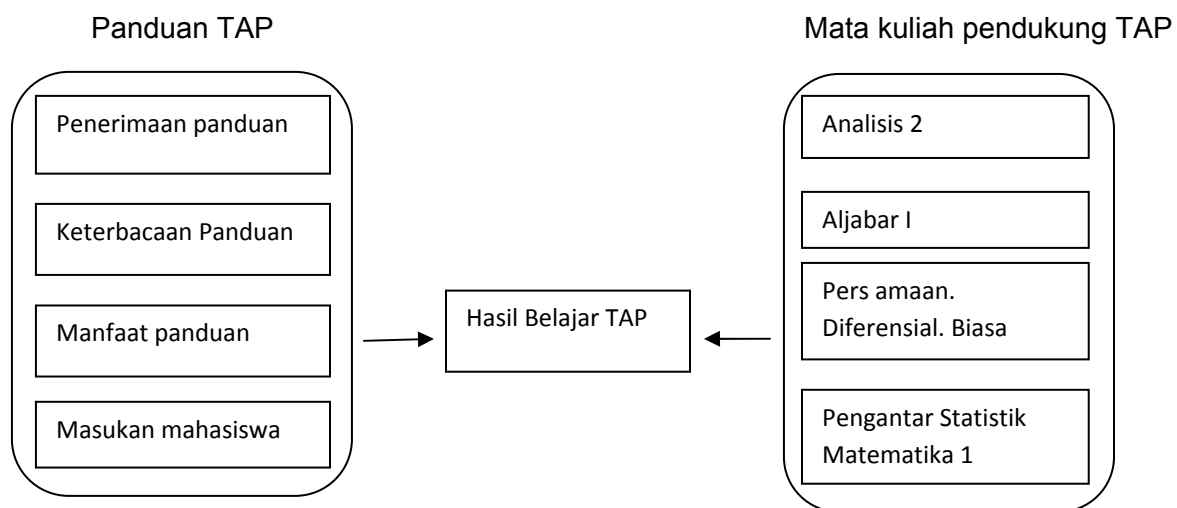 Panduan TAP
Penerimaan panduan
Keterbacaan Panduan
Manfaat panduan
Masukan mahasiswa
Hasil Belajar TAP
Mata kuliah pendukung TAP
Analisis 2
Aljabar I
Pers amaan.
Diferensial. Biasa
Pengantar Statistik
Matematika 1